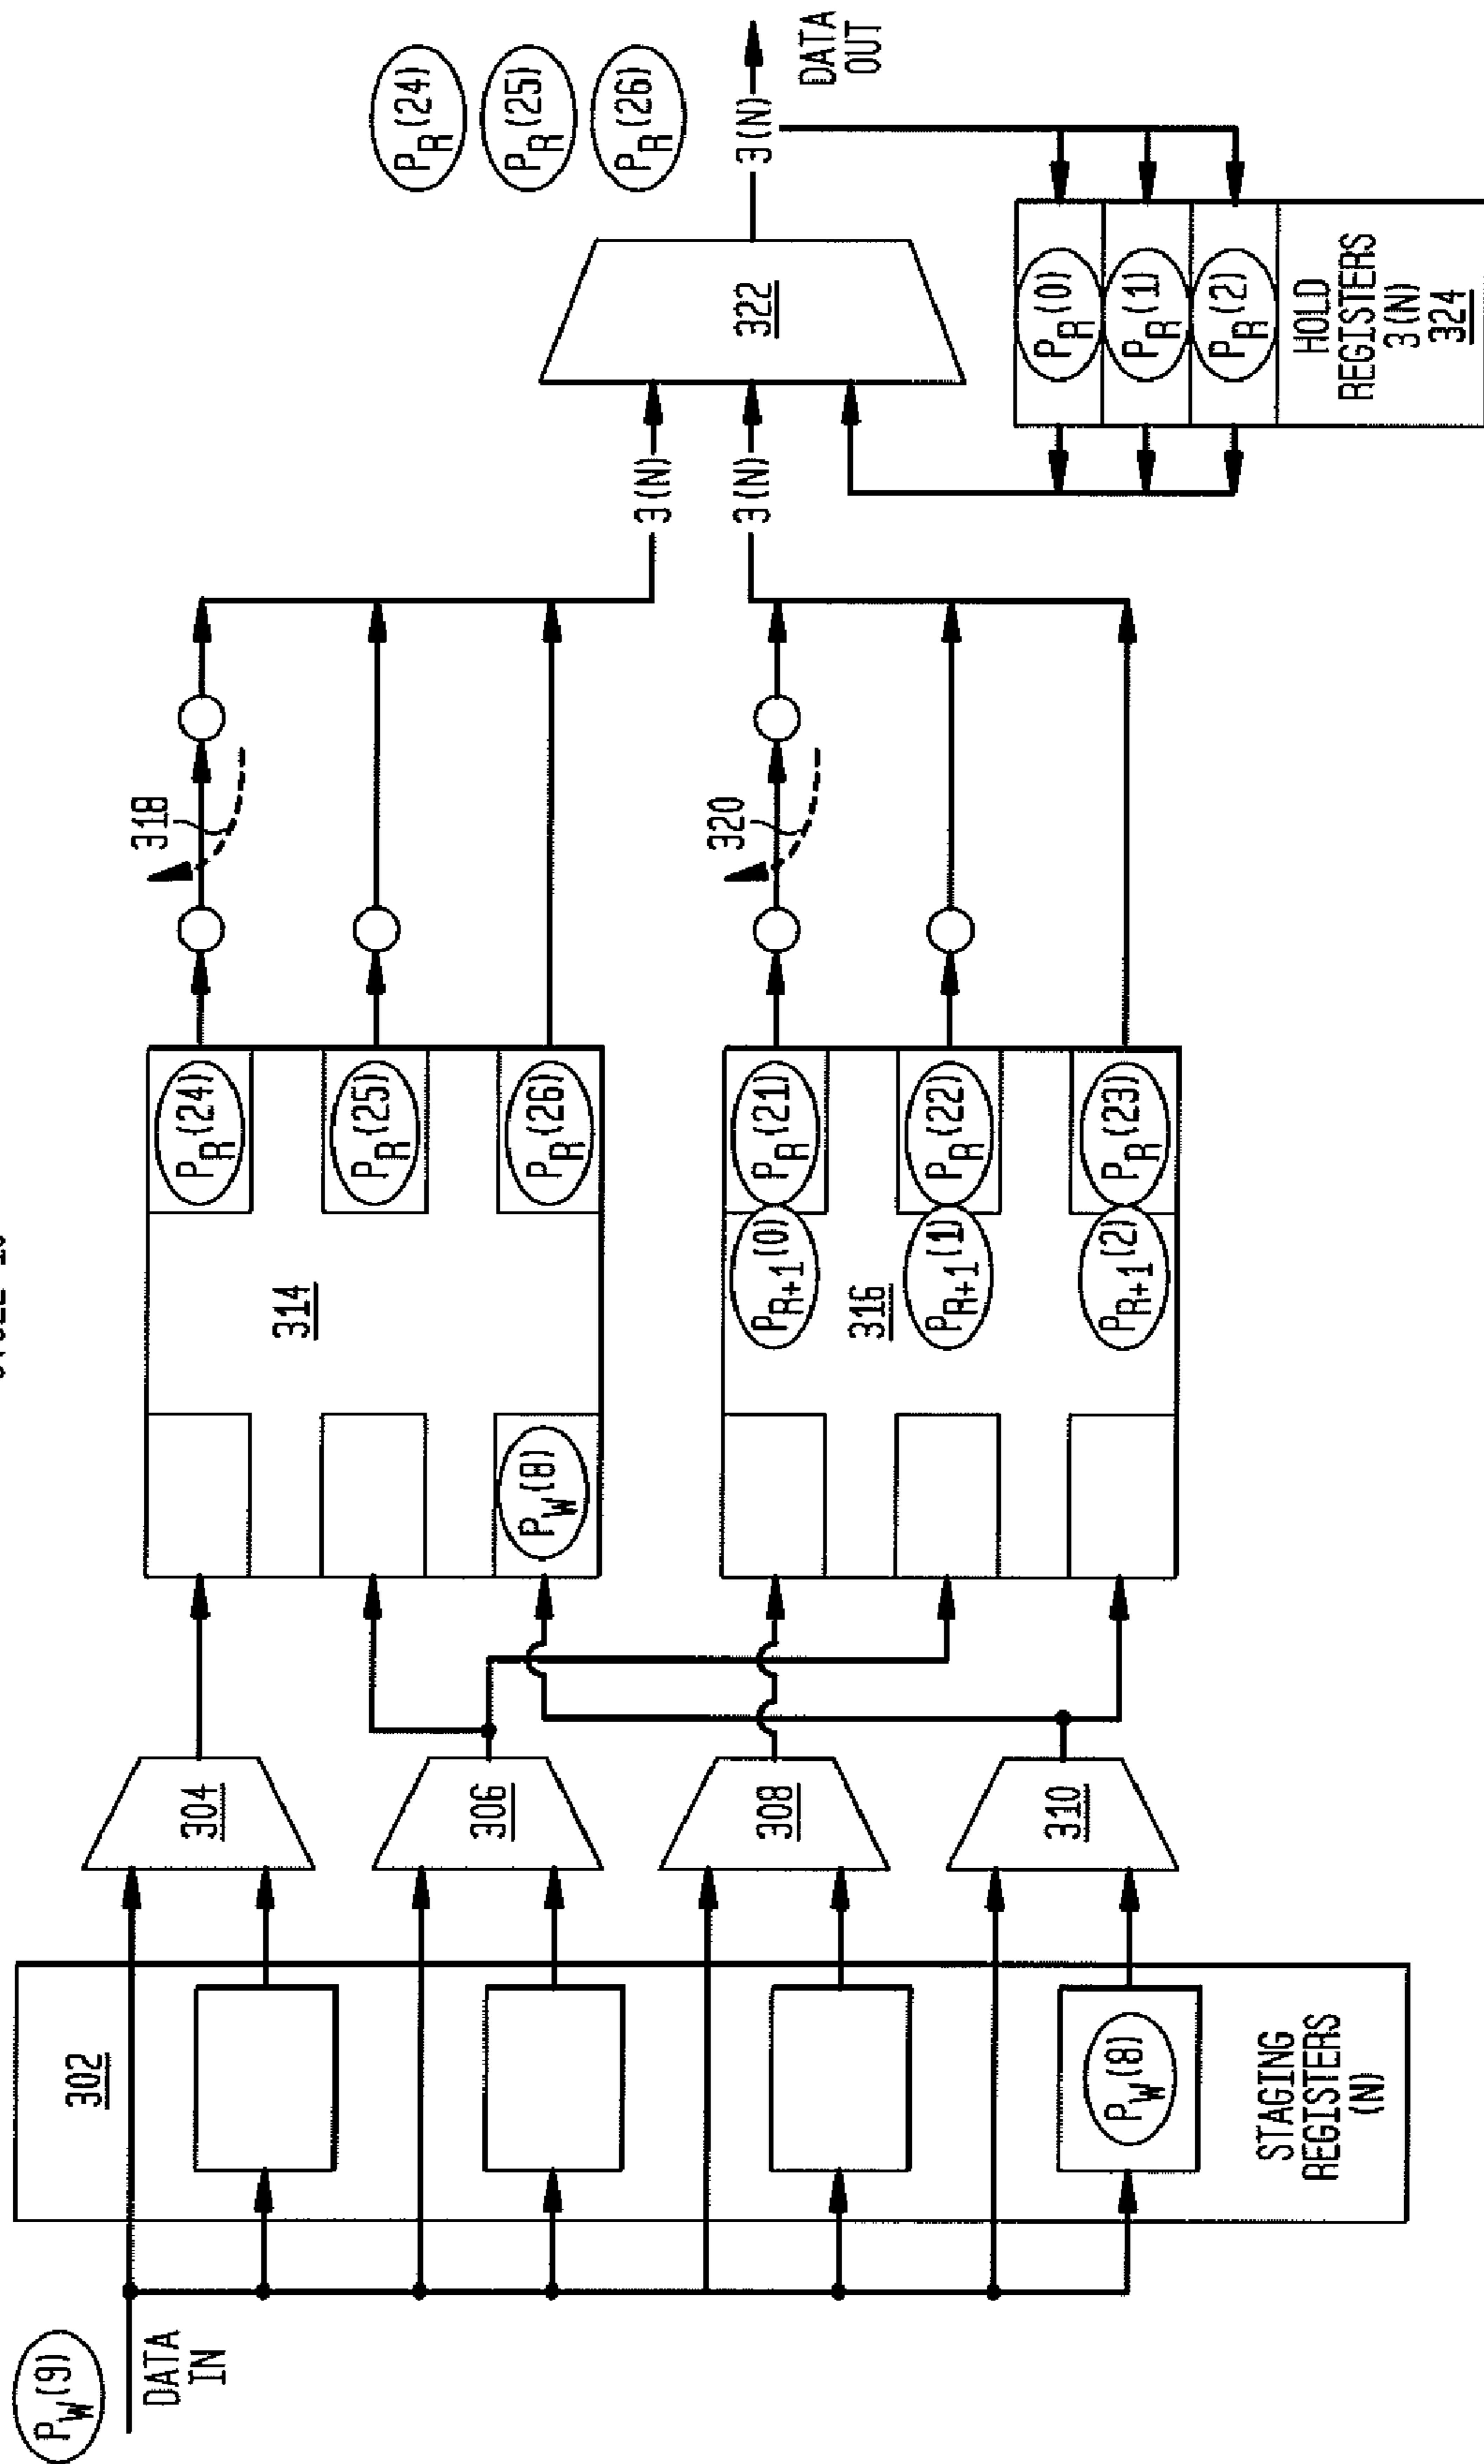 P_W(9)
DATA
IN
302
P_W(8)
STAGING
REGISTERS
(N)
304
306
308
310
314
P_W(8)
P_R(24)
P_R(25)
P_R(26)
316
P_R+1(0)
P_R(21)
P_R+1(1)
P_R(22)
P_R+1(2)
P_R(23)
318
320
3(N)
3(N)
322
P_R(24)
P_R(25)
P_R(26)
3(N)
DATA
OUT
P_R(0)
P_R(1)
P_R(2)
HOLD
REGISTERS
3(N)
324